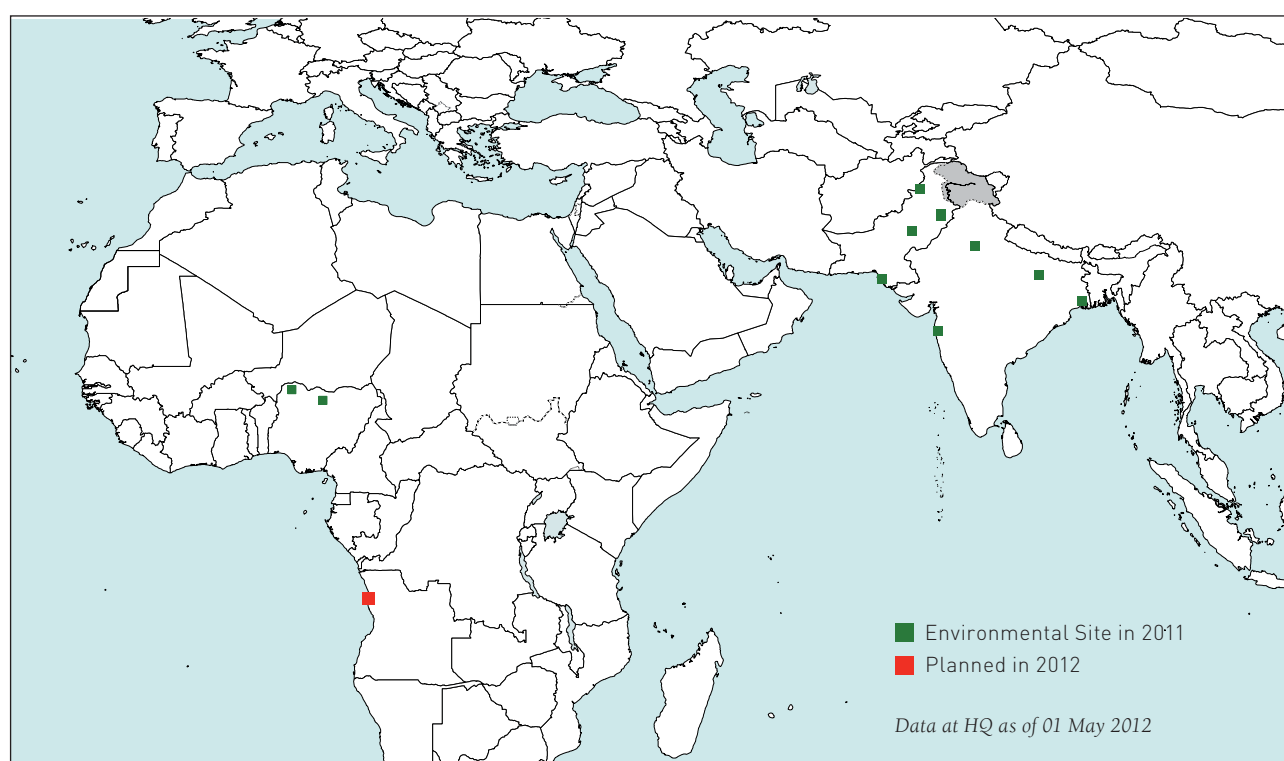 Environmental Site in 2011
Planned in 2012
Data at HQ as of 01 May 2012